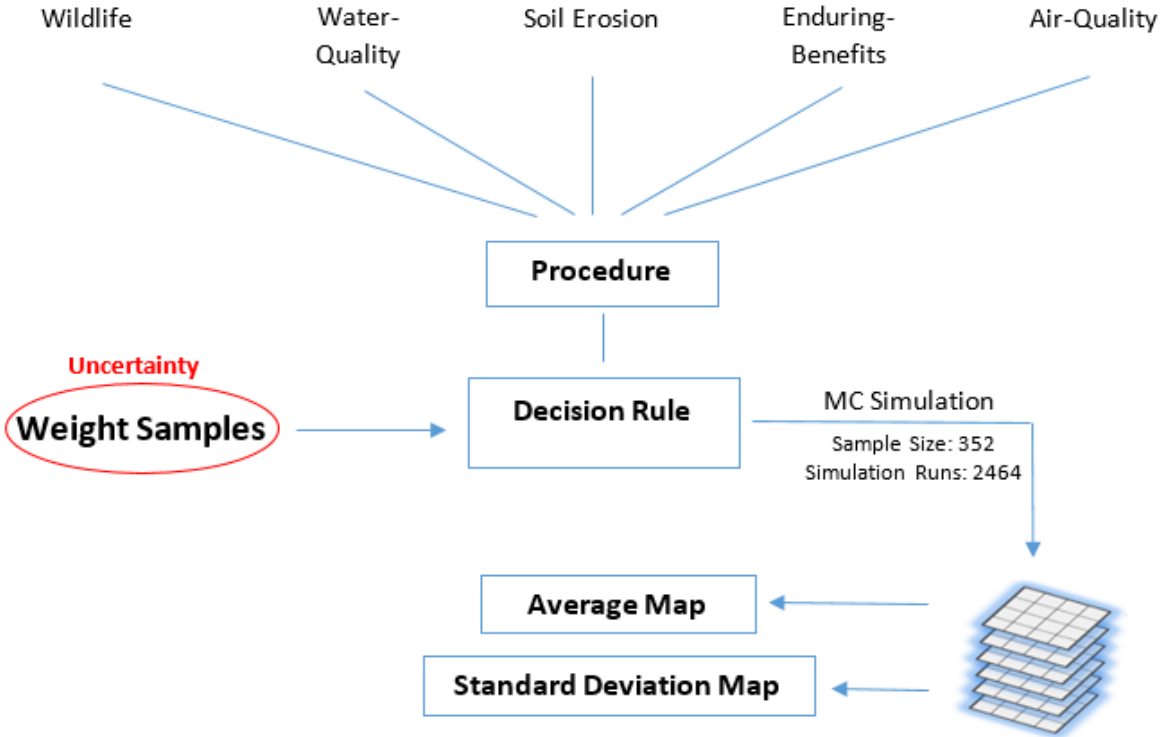 Wildlife
Water-
Quality
Soil Erosion
Enduring-
Benefits
Air-Quality
Procedure
Uncertainty
Weight Samples
Decision Rule
MC Simulation
Sample Size: 352
Simulation Runs: 2464
Average Map
Standard Deviation Map